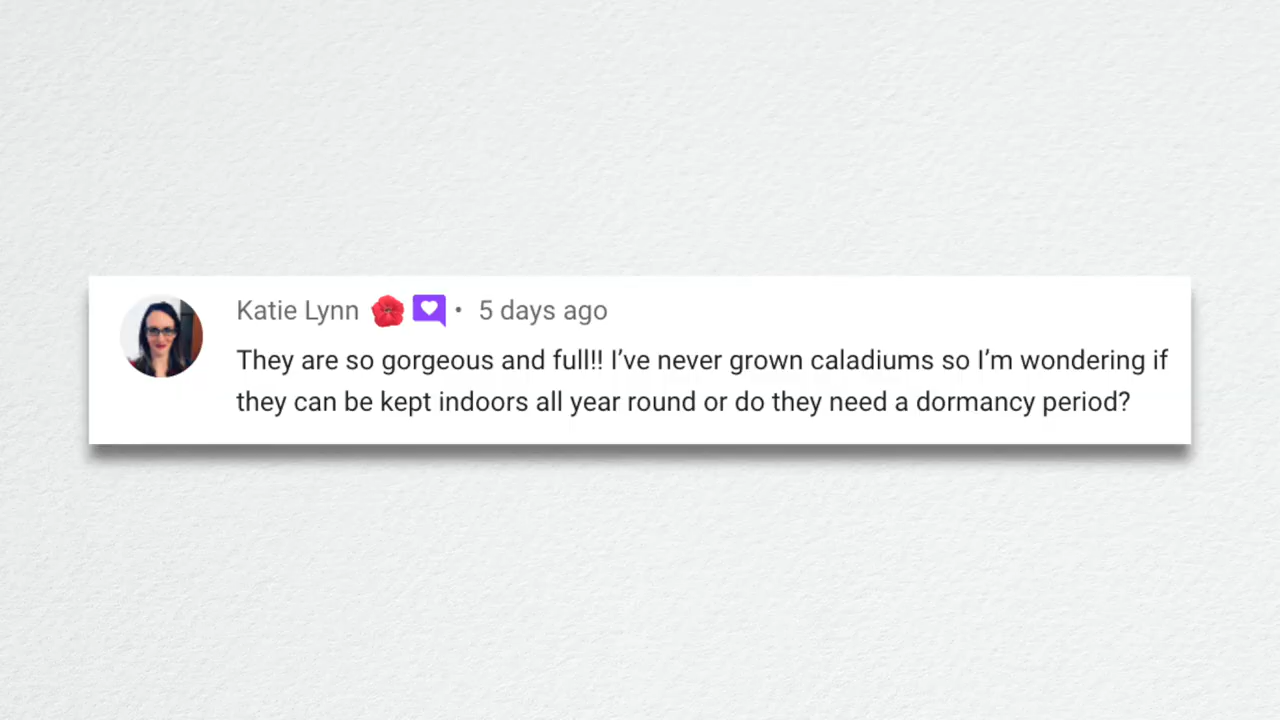 Katie Lynn • 5 days ago
They are so gorgeous and full!! I’ve never grown caladiums so I’m wondering if
they can be kept indoors all year round or do they need a dormancy period?